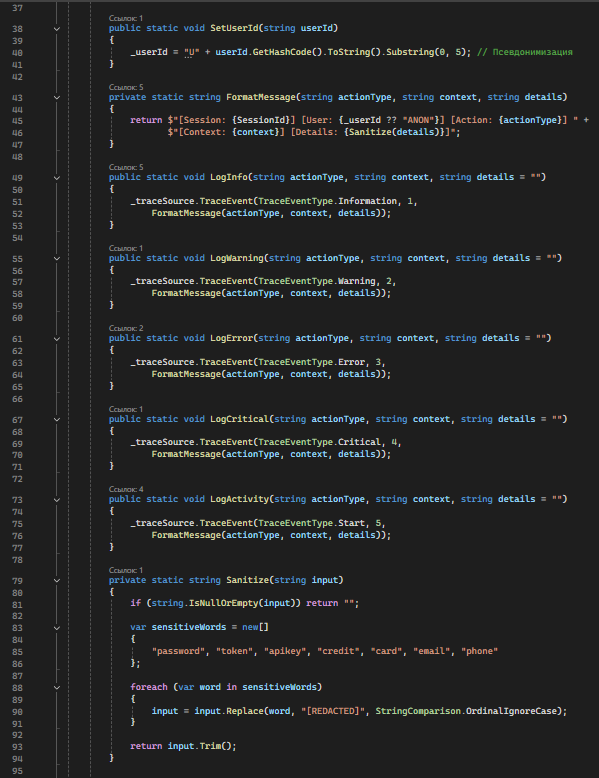 37
Ссылок: 1
38 public static void SetUserId(string userId)
39 {
40 _userId = "U" + userId.GetHashCode().ToString().Substring(0, 5); // Псевдонимизация
41 }
42
Ссылок: 5
43 private static string FormatMessage(string actionType, string context, string details)
44 {
45 return $"[Session: {SessionId}] [User: {_userId ?? "ANON"}] [Action: {actionType}] " +
46 $"[Context: {context}] [Details: {Sanitize(details)}]";
47 }
48
Ссылок: 5
49 public static void LogInfo(string actionType, string context, string details = "")
50 {
51 _traceSource.TraceEvent(TraceEventType.Information, 1,
52 FormatMessage(actionType, context, details));
53 }
54
Ссылок: 1
55 public static void LogWarning(string actionType, string context, string details = "")
56 {
57 _traceSource.TraceEvent(TraceEventType.Warning, 2,
58 FormatMessage(actionType, context, details));
59 }
60
Ссылок: 2
61 public static void LogError(string actionType, string context, string details = "")
62 {
63 _traceSource.TraceEvent(TraceEventType.Error, 3,
64 FormatMessage(actionType, context, details));
65 }
66
Ссылок: 1
67 public static void LogCritical(string actionType, string context, string details = "")
68 {
69 _traceSource.TraceEvent(TraceEventType.Critical, 4,
70 FormatMessage(actionType, context, details));
71 }
72
Ссылок: 4
73 public static void LogActivity(string actionType, string context, string details = "")
74 {
75 _traceSource.TraceEvent(TraceEventType.Start, 5,
76 FormatMessage(actionType, context, details));
77 }
78
Ссылок: 1
79 private static string Sanitize(string input)
80 {
81 if (string.IsNullOrEmpty(input)) return "";
82
83 var sensitiveWords = new[]
84 {
85 "password", "token", "apikey", "credit", "card", "email", "phone"
86 };
87
88 foreach (var word in sensitiveWords)
89 {
90 input = input.Replace(word, "[REDACTED]", StringComparison.OrdinalIgnoreCase);
91 }
92
93 return input.Trim();
94 }
95